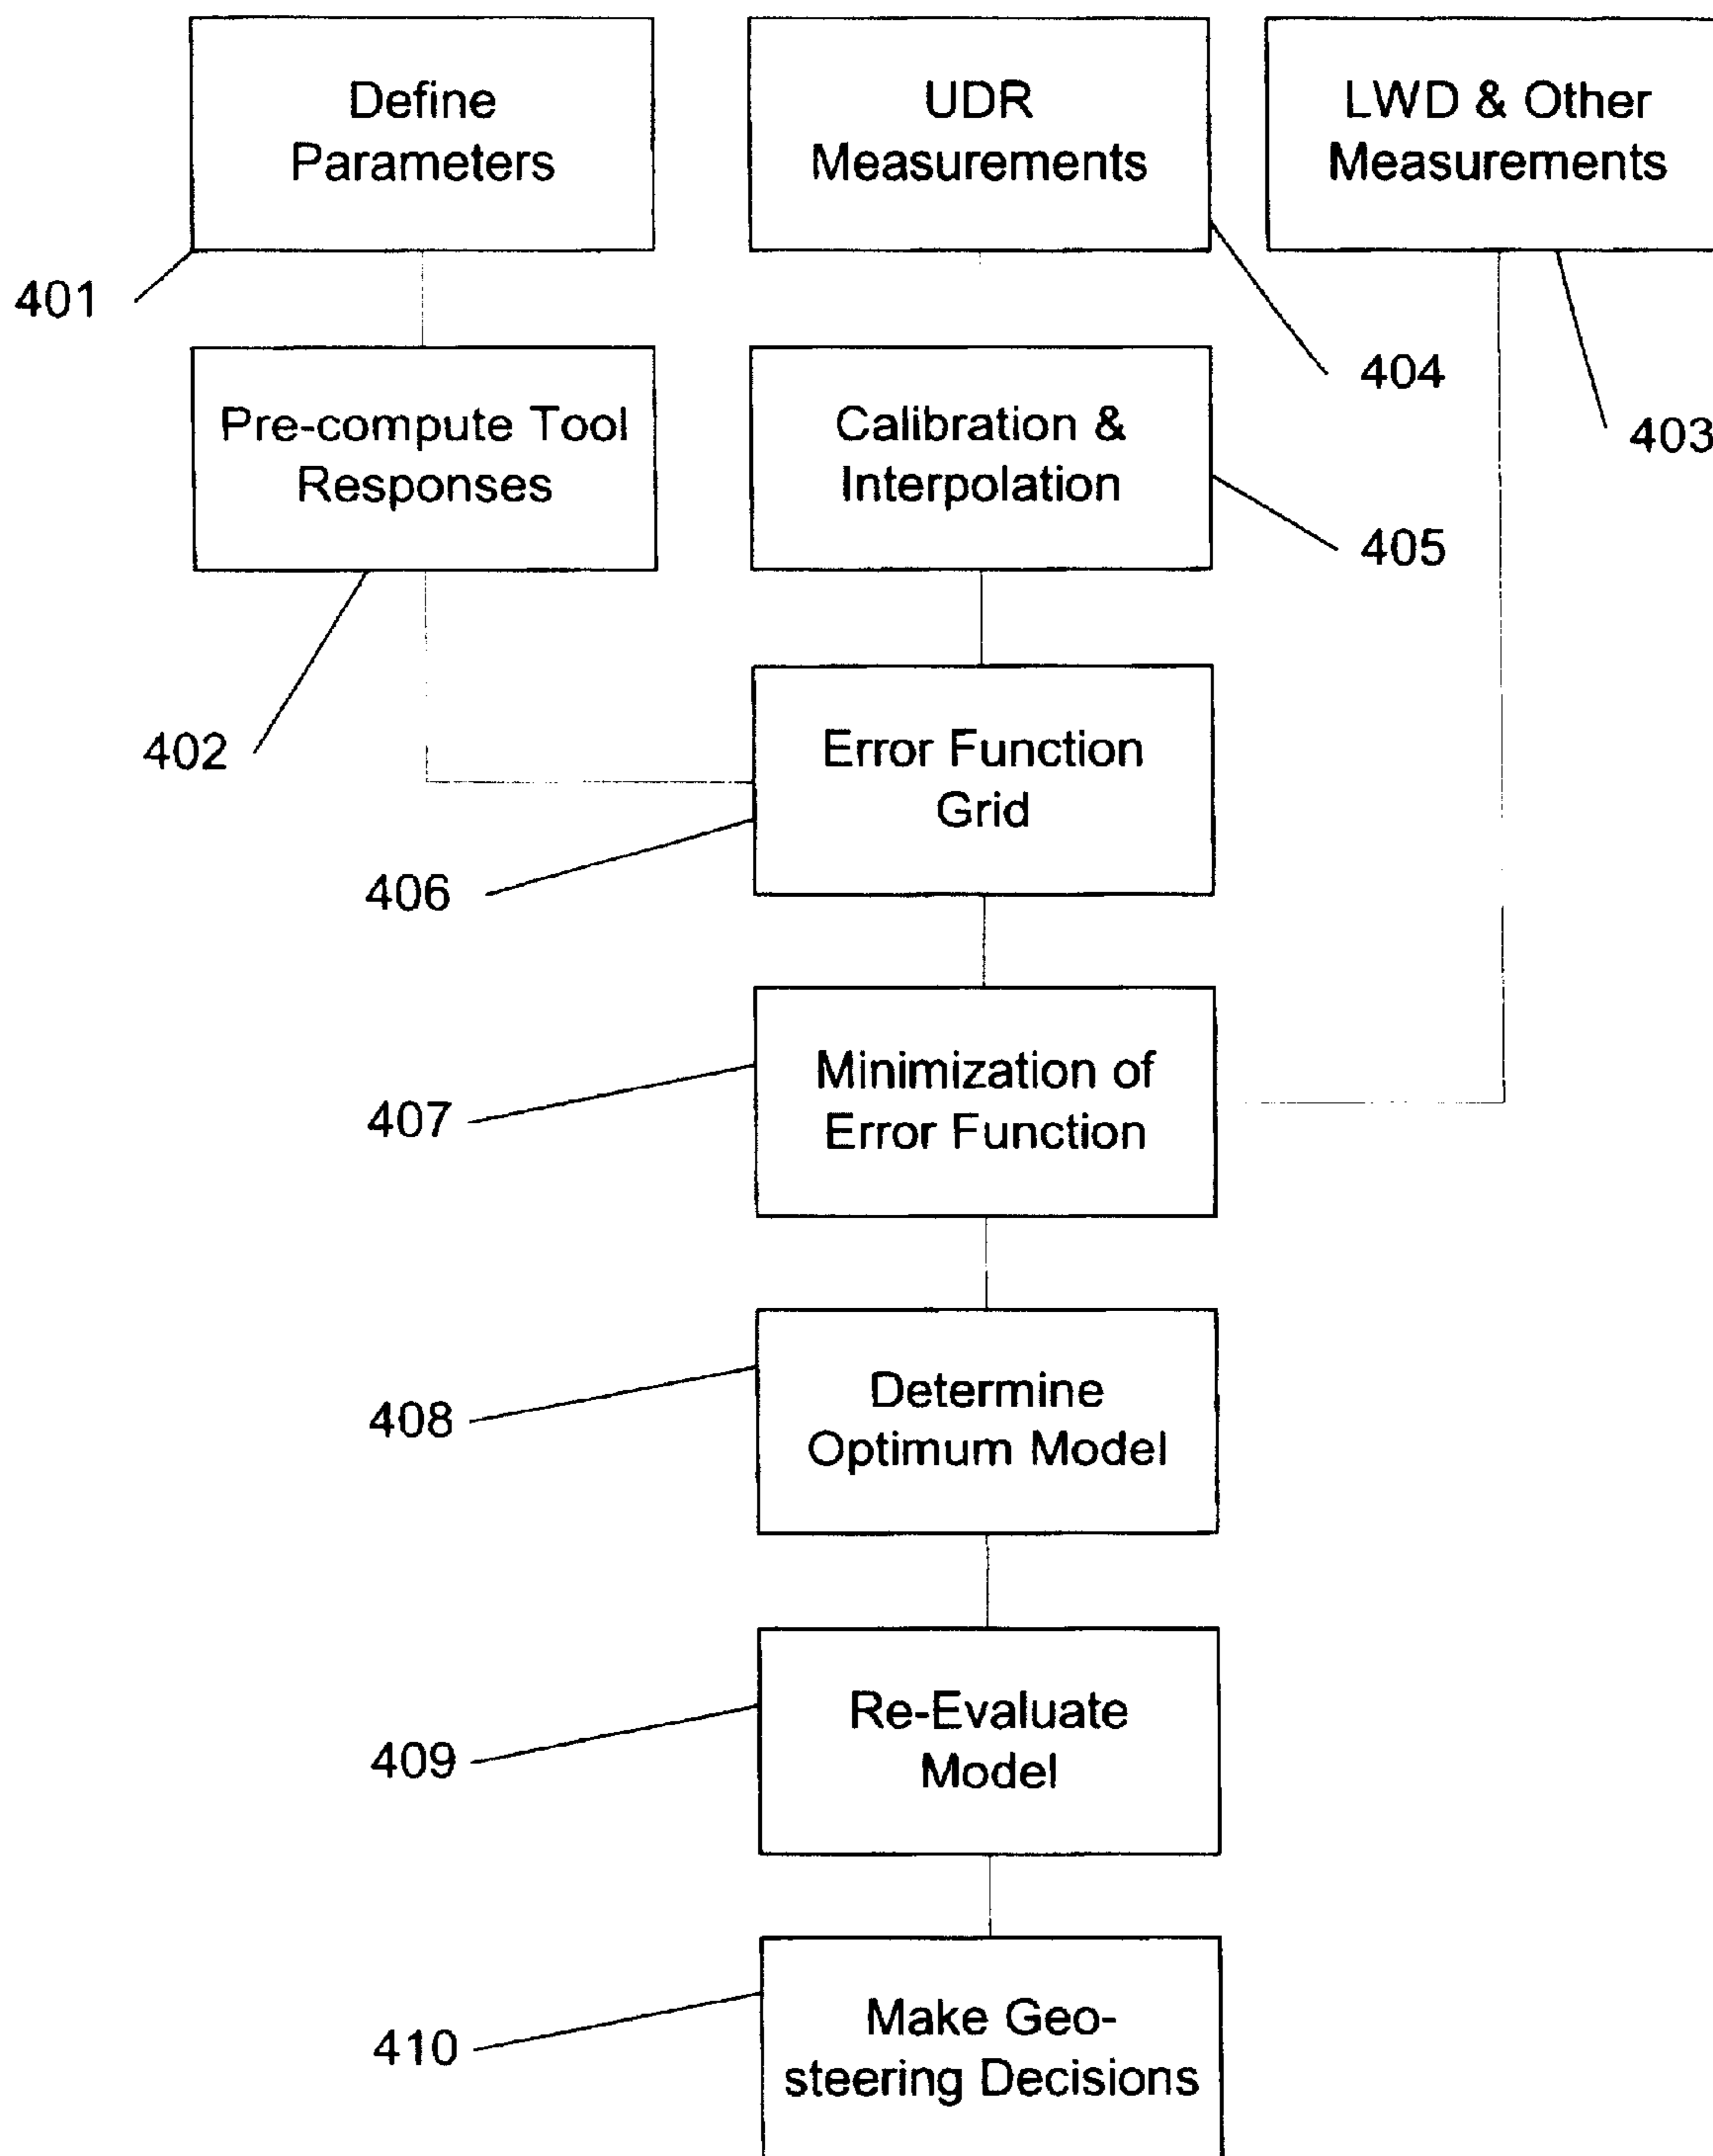 Define
Parameters
UDR
Measurements
LWD & Other
Measurements
401
404
403
Pre-compute Tool
Responses
Calibration &
Interpolation
405
402
Error Function
Grid
406
Minimization of
Error Function
407
Determine
Optimum Model
408
Re-Evaluate
Model
409
Make Geo-
steering Decisions
410